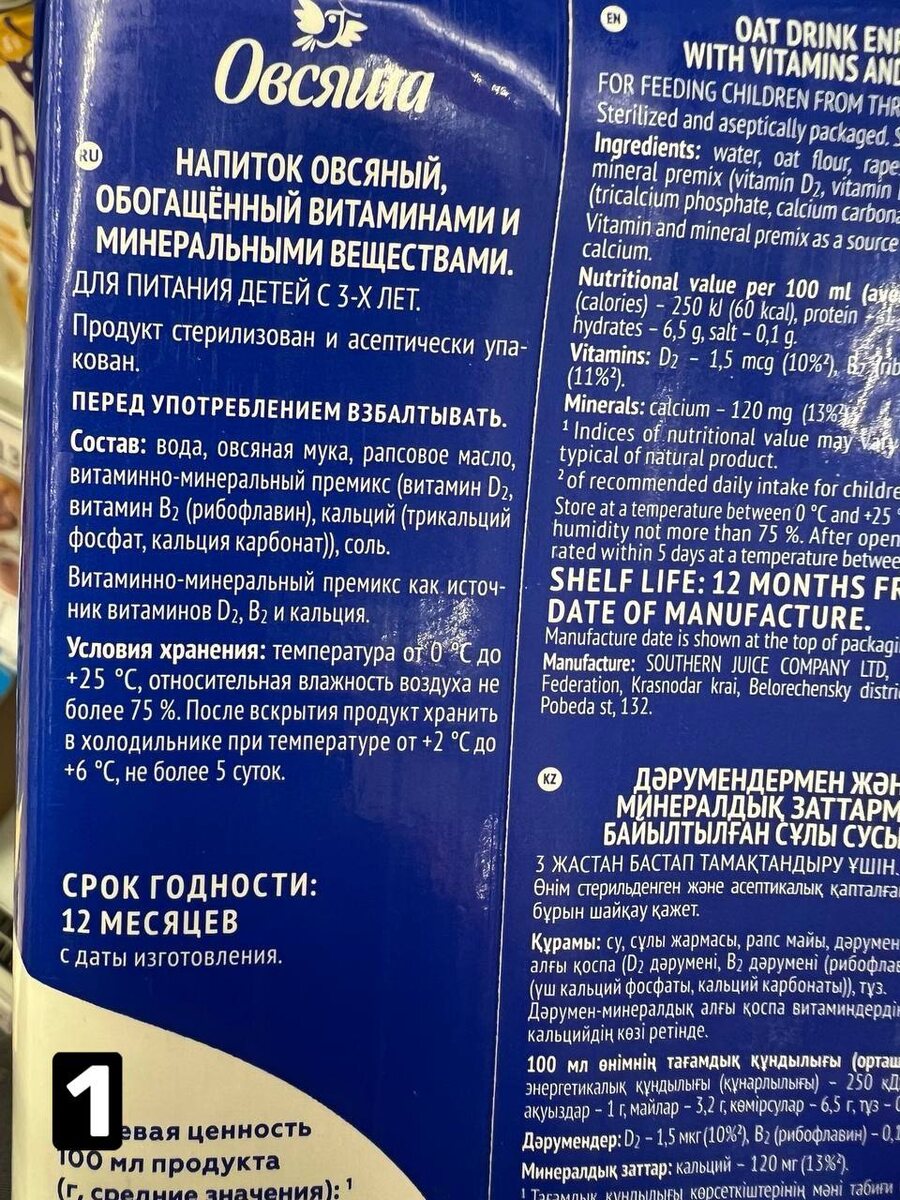 Овсяша
RU
НАПИТОК ОВСЯНЫЙ,
ОБОГАЩЁННЫЙ ВИТАМИНАМИ И
МИНЕРАЛЬНЫМИ ВЕЩЕСТВАМИ.
ДЛЯ ПИТАНИЯ ДЕТЕЙ С 3-Х ЛЕТ.
Продукт стерилизован и асептически упа-
кован.
ПЕРЕД УПОТРЕБЛЕНИЕМ ВЗБАЛТЫВАТЬ.
Состав: вода, овсяная мука, рапсовое масло,
витаминно-минеральный премикс (витамин D₂,
витамин B₂ (рибофлавин), кальций (трикальций
фосфат, кальция карбонат)), соль.
Витаминно-минеральный премикс как источ-
ник витаминов D₂, B₂ и кальция.
Условия хранения: температура от 0 °C до
+25 °C, относительная влажность воздуха не
более 75 %. После вскрытия продукт хранить
в холодильнике при температуре от +2 °C до
+6 °C, не более 5 суток.
СРОК ГОДНОСТИ:
12 МЕСЯЦЕВ
с даты изготовления.
1
ценность
100 мл продукта
(г, средние значения): ¹
EN
OAT DRINK
WITH VITAMINS
FOR FEEDING CHILDREN FROM
Sterilized and aseptically packaged.
Ingredients: water, oat flour,
mineral premix (vitamin D₂, vitamin
(tricalcium phosphate, calcium
Vitamin and mineral premix as a source
calcium.
Nutritional value per 100 ml
(calories) – 250 kJ (60 kcal), protein
hydrates – 6,5 g, salt – 0,1 g.
Vitamins: D₂ – 1,5 mcg (10%²),
(11%²).
Minerals: calcium – 120 mg (13%²
¹ Indices of nutritional value may vary
typical of natural product.
² of recommended daily intake for
Store at a temperature between 0 °C and +25
humidity not more than 75 %. After
rated within 5 days at a temperature
SHELF LIFE: 12 MONTHS
DATE OF MANUFACTURE.
Manufacture date is shown at the top of
Manufacture: SOUTHERN JUICE COMPANY LTD,
Federation, Krasnodar krai, Belorechensky
Pobeda st, 132.
KZ
ДӘРУМЕНДЕРМЕН
МИНЕРАЛДЫҚ
БАЙЫЛТЫЛҒАН СҰЛЫ
3 ЖАСТАН БАСТАП ТАМАҚТАНДЫРУ ҮШІН.
Өнім стерильденген және асептикалық
бұрын шайқау қажет.
Құрамы: су, сұлы жармасы, рапс майы,
алғы қоспа (D₂ дәрумені, B₂ дәрумені
(үш кальций фосфаты, кальций карбонаты)), тұз.
Дәрумен-минералдық алғы қоспа
кальцийдің көзі ретінде.
100 мл өнімнің тағамдық құндылығы
энергетикалық құндылығы (құнарлылығы) – 250
ақуыздар – 1 г, майлар – 3,2 г, көмірсулар – 6,5 г, тұз –
Дәрумендер: D₂ – 1,5 мкг (10%²), B₂ (рибофлавин) –
Минералдық заттар: кальций – 120 мг (13%²).
¹ Тағамдық құндылығы көрсеткіштерінің мәні табиғи